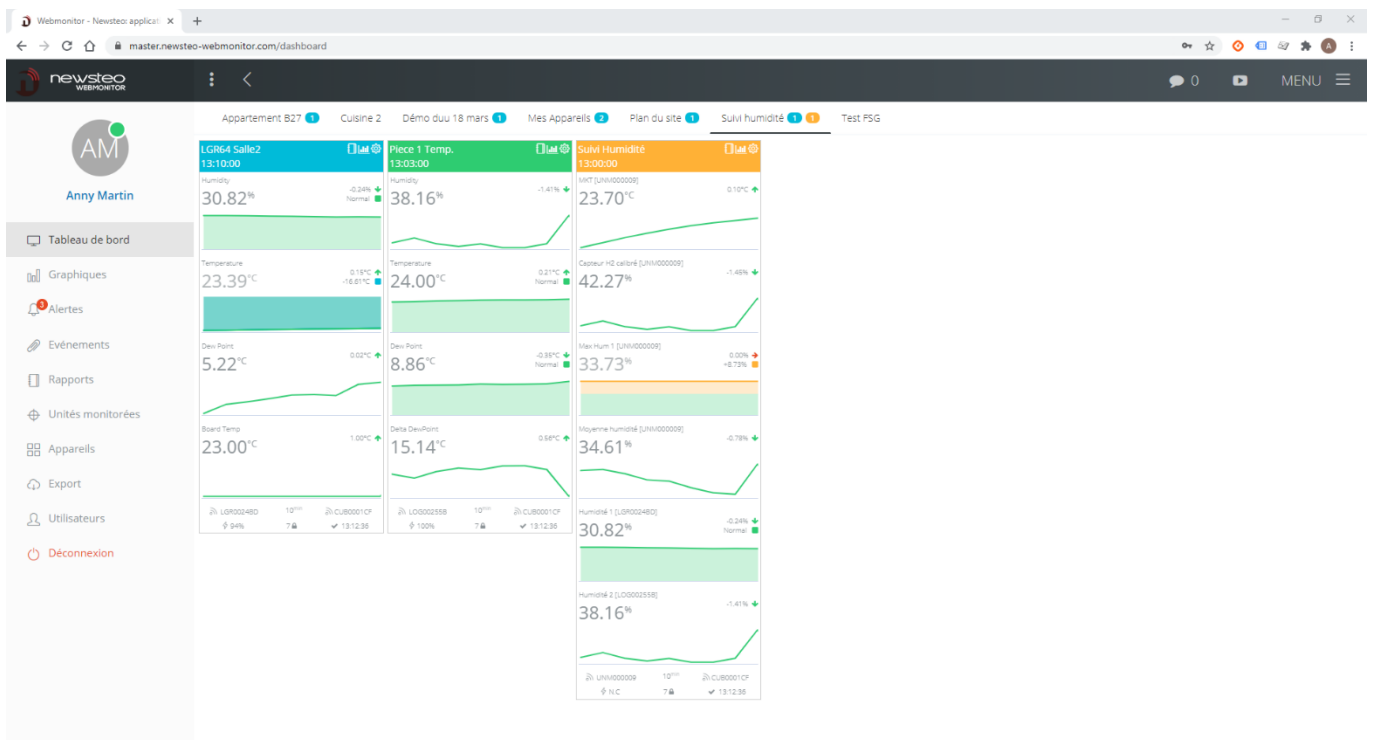 Webmonitor - Newsteo: applicati
master.newsteo-webmonitor.com/dashboard
A
newsteo
WEBMONITOR
0
MENU
AM
Anny Martin
Tableau de bord
Graphiques
3
Alertes
Evénements
Rapports
Unités monitorées
Appareils
Export
Utilisateurs
Déconnexion
Appartement B27 1
Cuisine 2
Démo duu 18 mars 1
Mes Appareils 2
Plan du site 1
Suivi humidité 1 1
Test FSG
LGR64 Salle2
13:10:00
Humidity
30.82%
-0.24%
Normal
Temperature
23.39°C
0.15°C
-16.61°C
Dew Point
5.22°C
0.02°C
Board Temp
23.00°C
1.00°C
LGR0024BD 10min CUB0001CF
94% 7 13:12:36
Piece 1 Temp.
13:03:00
Humidity
38.16%
-1.41%
Temperature
24.00°C
0.21°C
Normal
Dew Point
8.86°C
-0.35°C
Normal
Delta DewPoint
15.14°C
0.56°C
LOG00255B 10min CUB0001CF
100% 7 13:12:36
Suivi Humidité
13:00:00
MKT [UNM000009]
23.70°C
0.10°C
Capteur H2 calibré [UNM000009]
42.27%
-1.45%
Max Hum 1 [UNM000009]
33.73%
0.00%
+8.73%
Moyenne humidité [UNM000009]
34.61%
-0.78%
Humidité 1 [LGR0024BD]
30.82%
-0.24%
Normal
Humidité 2 [LOG00255B]
38.16%
-1.41%
UNM000009 10min CUB0001CF
N.C 7 13:12:36